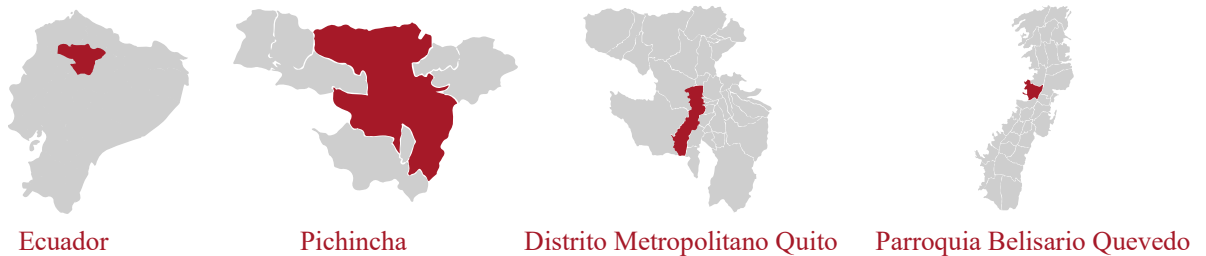 Ecuador
Pichincha
Distrito Metropolitano Quito
Parroquia Belisario Quevedo